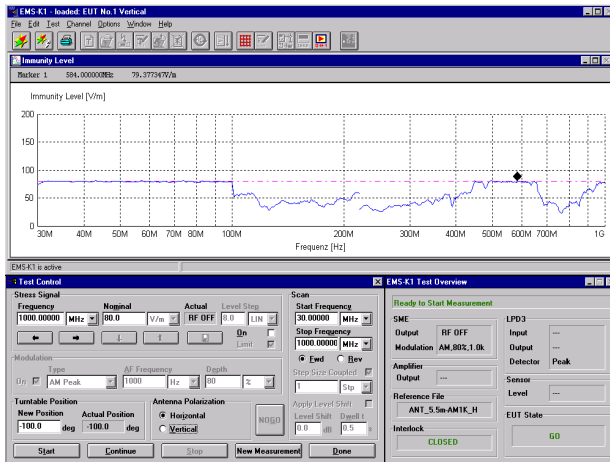 EMS-K1 - loaded: EUT No.1 Vertical
File Edit Test Channel Options Window Help
Immunity Level
Marker 1 584.000000MHz 79.377347V/m
Immunity Level [V/m]
200
150
100
50
0
30M 40M 50M 60M 70M 80M 100M 200M 300M 400M 500M 600M 700M 1G
Frequenz [Hz]
EMS-K1 is active
Test Control
Stress Signal
Frequency Nominal Actual Level Step
1000.00000 MHz 80.0 V/m RF OFF 8.0 LIN
On
Limit
Modulation
Type AF Frequency Depth
On AM Peak 1000 Hz 80 %
Turntable Position
New Position Actual Position
-100.0 deg -100.0 deg
Antenna Polarization
Horizontal
Vertical
NOGO
Scan
Start Frequency
30.00000 MHz
Stop Frequency
1000.00000 MHz
Fwd Rev
Step Size Coupled
1 Stp
Apply Level Shift
Level Shift Dwell t
0.0 dB 0.5 s
Start Continue Stop New Measurement Done
EMS-K1 Test Overview
Ready to Start Measurement
SME
Output RF OFF
Modulation AM,80%,1.0k
Amplifier
Output ---
Reference File
ANT_5.5m-AM1K_H
Interlock
CLOSED
LPD3
Input ---
Output ---
Detector Peak
Sensor
Level ---
EUT State
GO